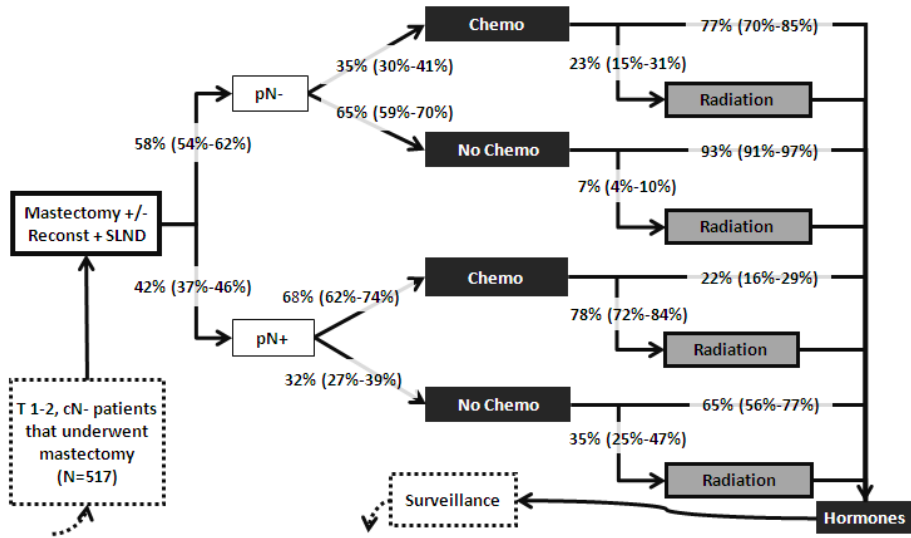 Chemo
77% (70%-85%)
35% (30%-41%)
23% (15%-31%)
pN-
Radiation
65% (59%-70%)
58% (54%-62%)
No Chemo
93% (91%-97%)
7% (4%-10%)
Mastectomy +/-
Reconst + SLND
Radiation
42% (37%-46%)
Chemo
22% (16%-29%)
68% (62%-74%)
78% (72%-84%)
pN+
Radiation
32% (27%-39%)
T 1-2, cN- patients
that underwent
mastectomy
(N=517)
No Chemo
65% (56%-77%)
35% (25%-47%)
Radiation
Surveillance
Hormones